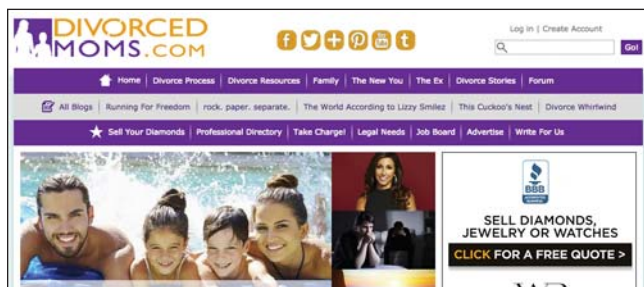 DIVORCED
MOMS.COM
f t + p You Tube t
Log in | Create Account
Go!
Home | Divorce Process | Divorce Resources | Family | The New You | The Ex | Divorce Stories | Forum
All Blogs | Running For Freedom | rock. paper. separate. | The World According to Lizzy Smilez | This Cuckoo's Nest | Divorce Whirlwind
Sell Your Diamonds | Professional Directory | Take Charge! | Legal Needs | Job Board | Advertise | Write For Us
BBB
SELL DIAMONDS,
JEWELRY OR WATCHES
CLICK FOR A FREE QUOTE >